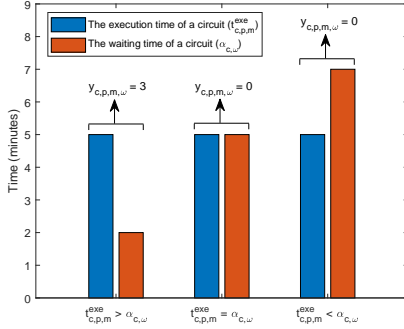 The execution time of a circuit (t^exe_c,p,m)
The waiting time of a circuit (α_c,ω)
y_c,p,m,ω = 3
y_c,p,m,ω = 0
y_c,p,m,ω = 0
Time (minutes)
9
8
7
6
5
4
3
2
1
0
t^exe_c,p,m > α_c,ω
t^exe_c,p,m = α_c,ω
t^exe_c,p,m < α_c,ω